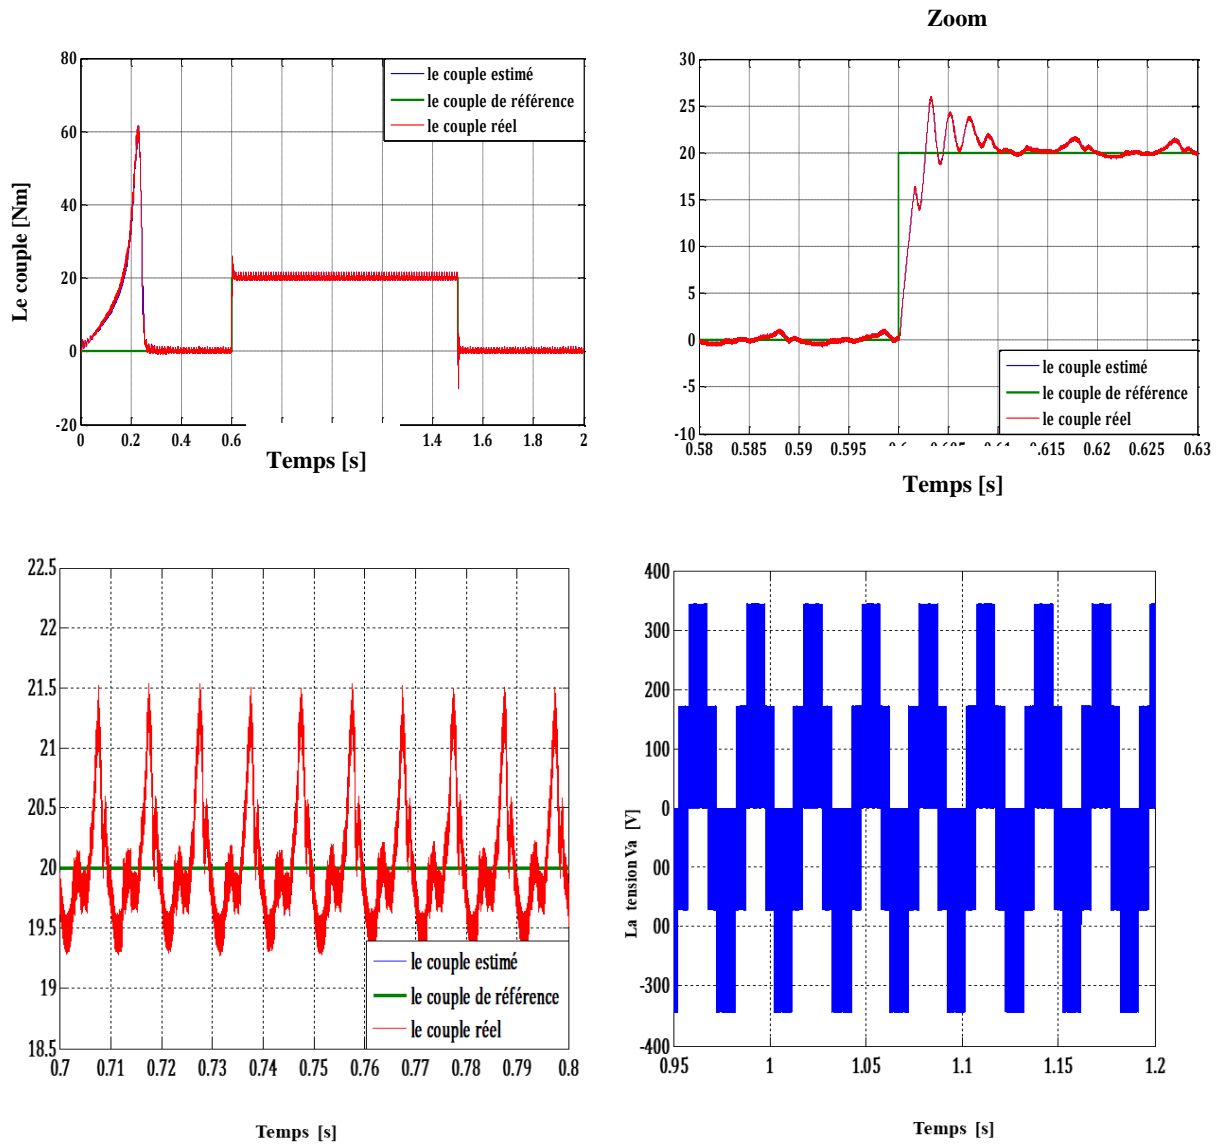 Zoom
80
60
40
20
0
-20
le couple estimé
le couple de référence
le couple réel
Le couple [Nm]
0 0.2 0.4 0.6 1.4 1.6 1.8 2
Temps [s]
30
25
20
15
10
5
0
-5
-10
le couple estimé
le couple de référence
le couple réel
0.58 0.585 0.59 0.595 0.6 0.605 0.61 0.615 0.62 0.625 0.63
Temps [s]
22.5
22
21.5
21
20.5
20
19.5
19
18.5
le couple estimé
le couple de référence
le couple réel
0.7 0.71 0.72 0.73 0.74 0.75 0.76 0.77 0.78 0.79 0.8
Temps [s]
400
300
200
100
0
00
00
-300
-400
La tension Va [V]
0.95 1 1.05 1.1 1.15 1.2
Temps [s]